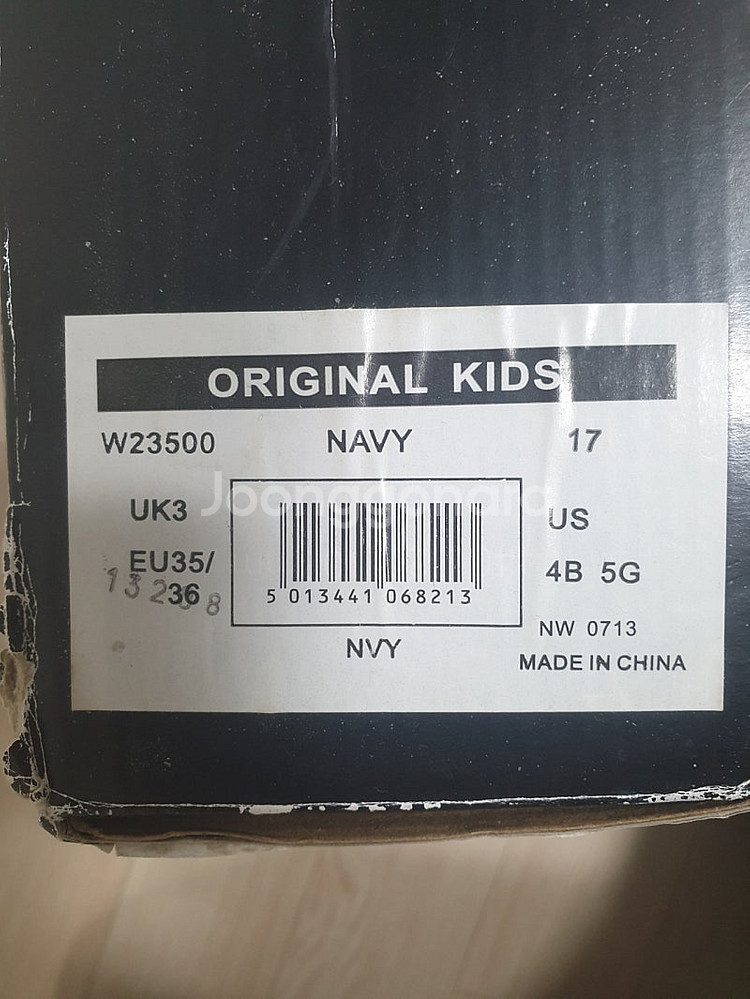 ORIGINAL KIDS
W23500 NAVY 17
Joonggonara
UK3 US
EU35/
36 4B 5G
5 013441 068213
NVY NW 0713
MADE IN CHINA